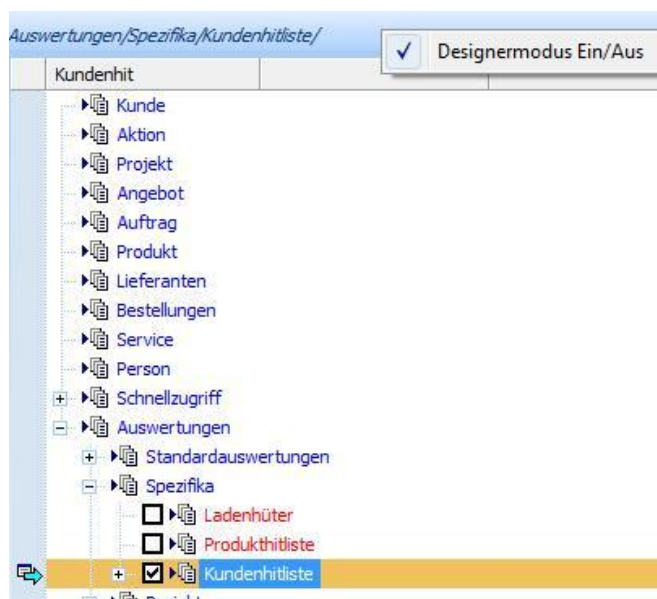 Auswertungen/Spezifika/Kundenhitliste/
Designermodus Ein/Aus
Kundenhit
Kunde
Aktion
Projekt
Angebot
Auftrag
Produkt
Lieferanten
Bestellungen
Service
Person
Schnellzugriff
Auswertungen
Standardauswertungen
Spezifika
Ladenhüter
Produkthitliste
Kundenhitliste